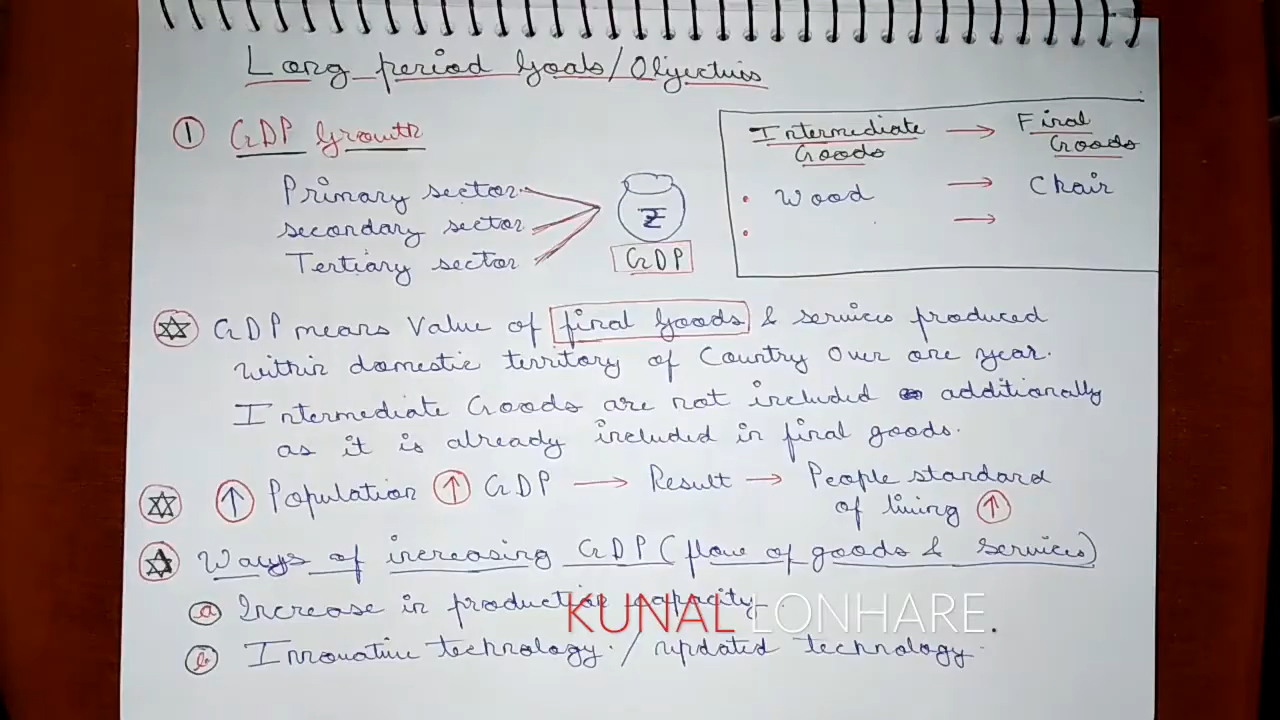 Long period Goals/Objectives
① GDP Growth
Primary sector
secondary sector
Tertiary sector
₹
GDP
Intermediate Goods → Final Goods
• Wood → Chair
• →
GDP means Value of final Goods & services produced
within domestic territory of Country Over one year.
Intermediate Goods are not included additionally
as it is already included in final goods.
↑ Population ↑ GDP → Result → People standard
of living ↑
Ways of increasing GDP (flow of goods & services)
ⓐ Increase in productive capacity
ⓑ Innovative technology. / updated technology.
KUNAL LONHARE